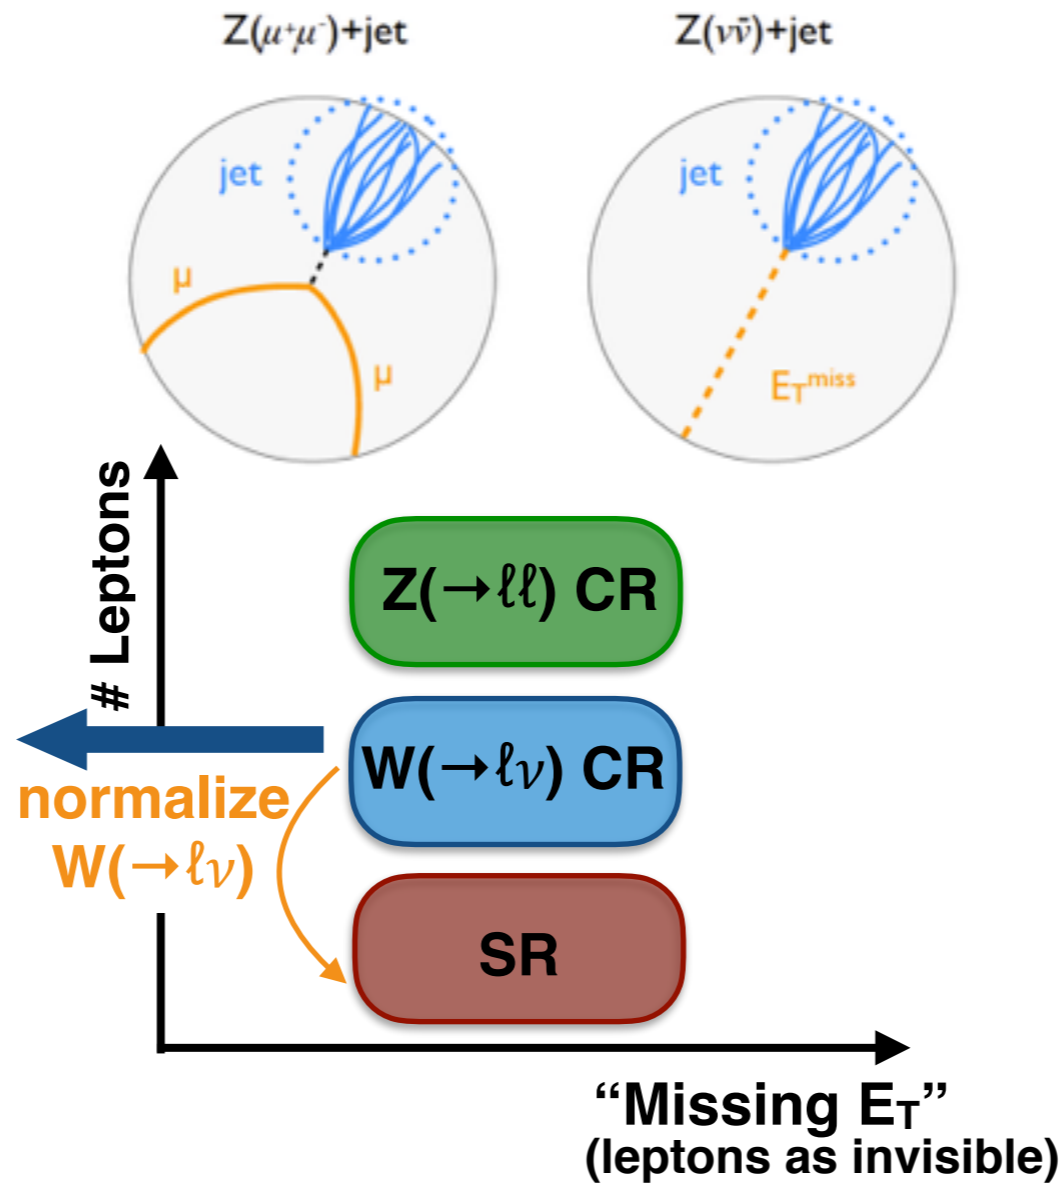 Z(μ⁺μ⁻)+jet
Z(νν̄)+jet
jet
jet
μ
μ
E_T^miss
# Leptons
Z(→ℓℓ) CR
W(→ℓν) CR
normalize
W(→ℓν)
SR
“Missing E_T”
(leptons as invisible)